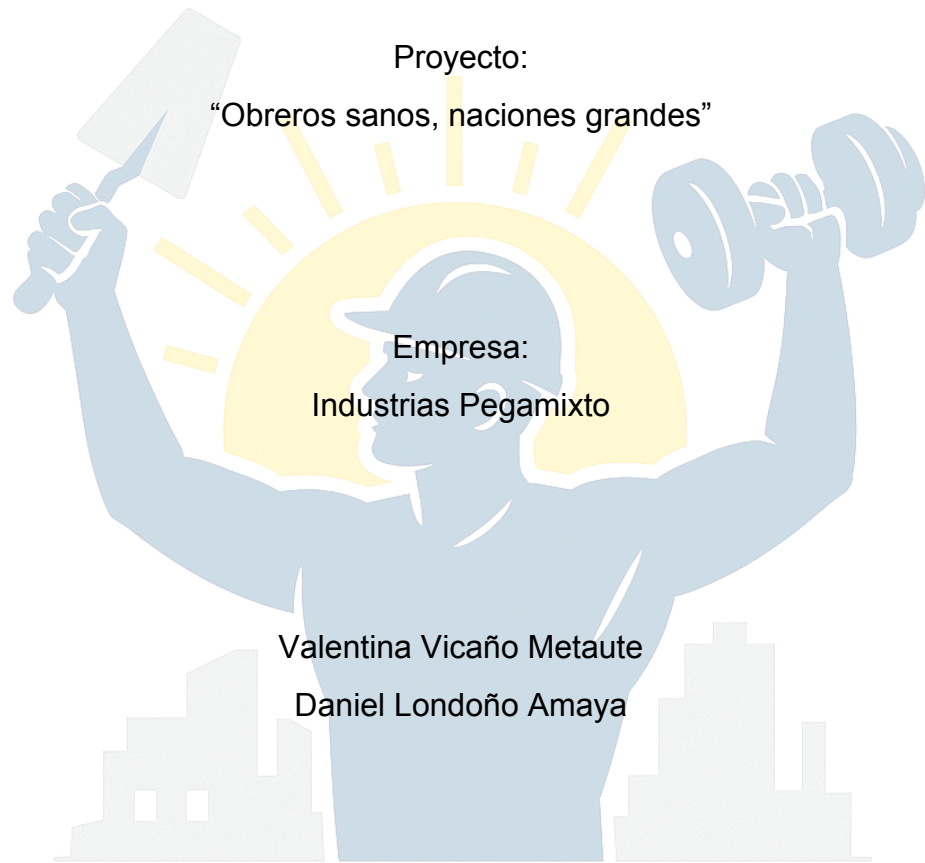 Proyecto:
“Obreros sanos, naciones grandes”
Empresa:
Industrias Pegamixto
Valentina Vicaño Metaute
Daniel Londoño Amaya